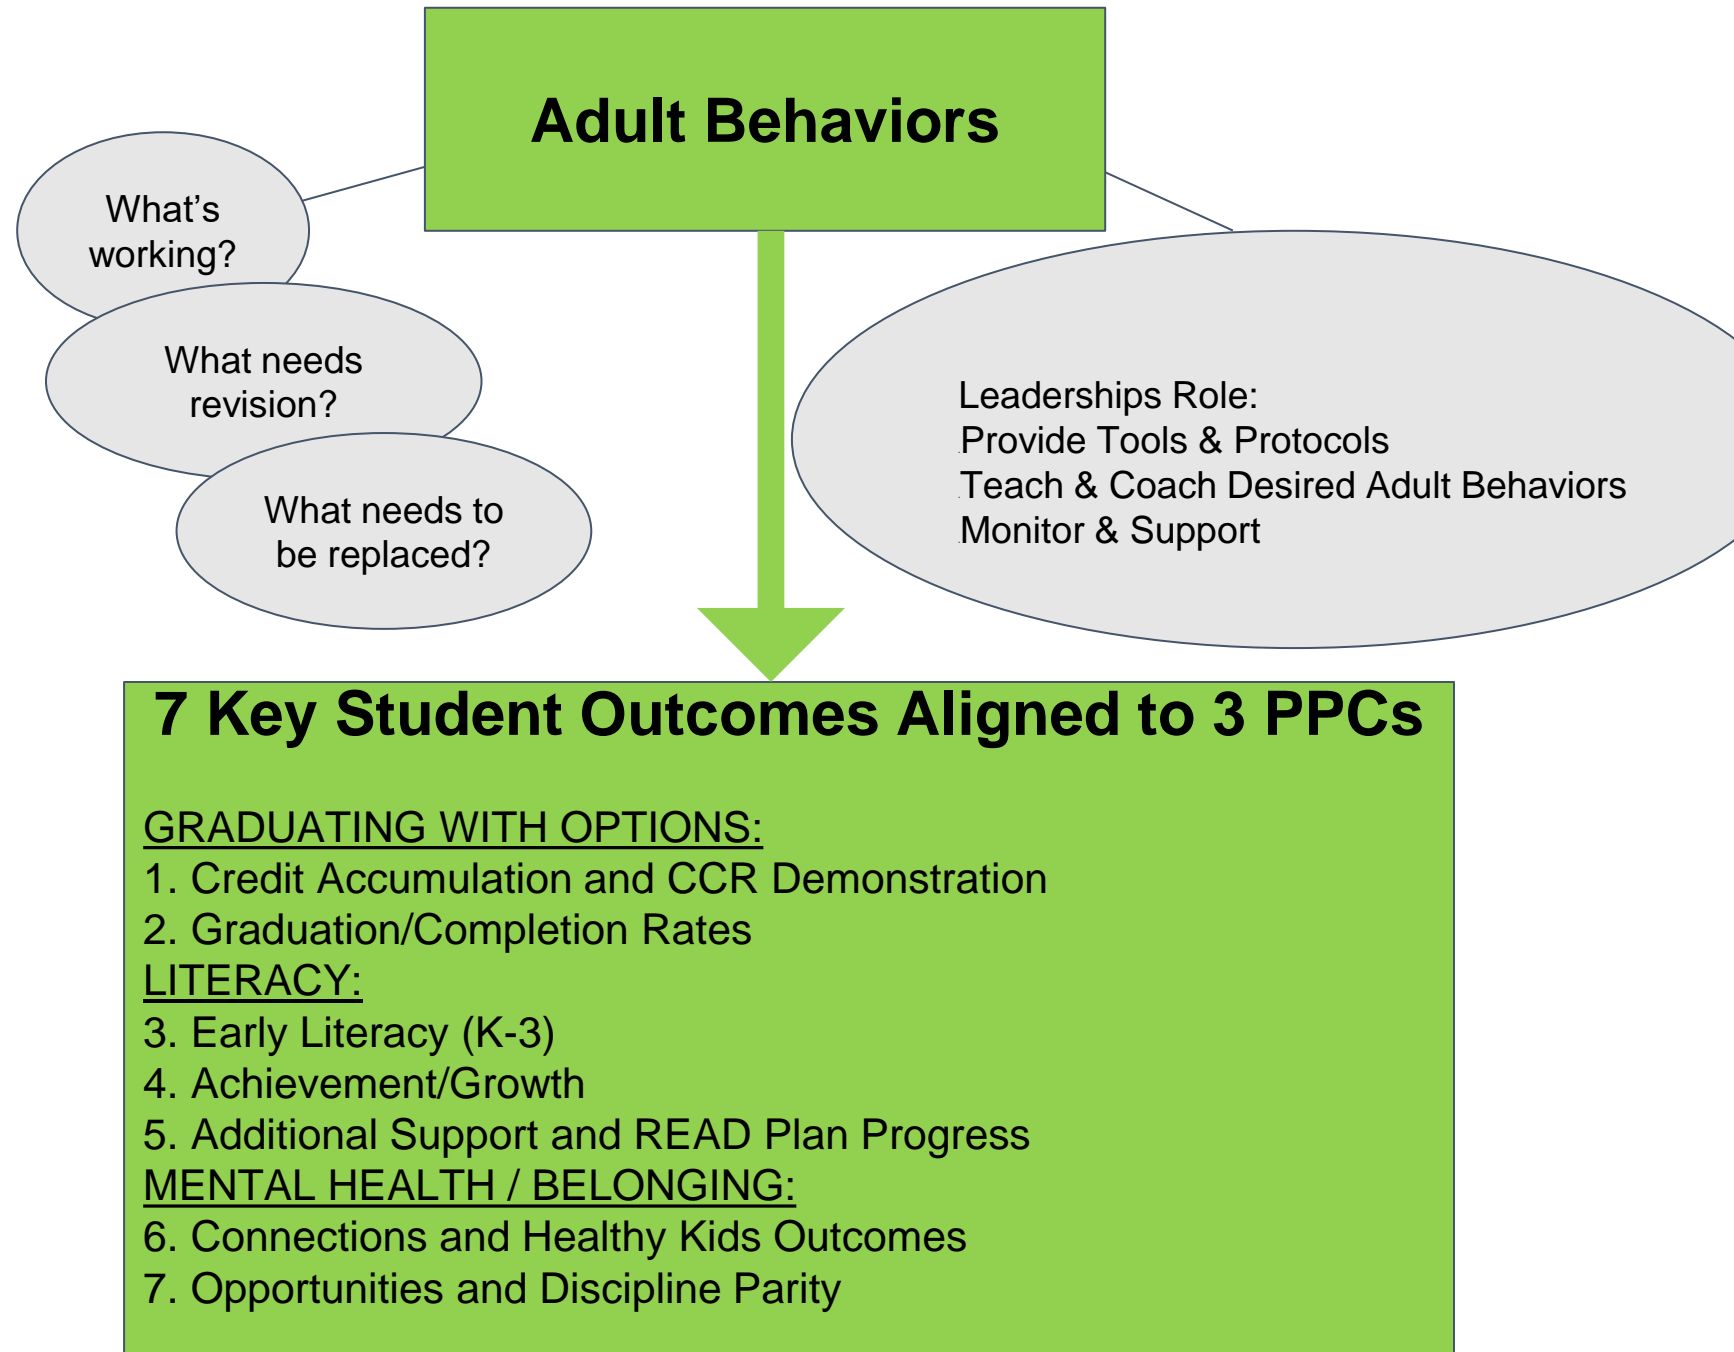 Adult Behaviors
What’s
working?
What needs
revision?
What needs to
be replaced?
Leaderships Role:
Provide Tools & Protocols
Teach & Coach Desired Adult Behaviors
Monitor & Support
7 Key Student Outcomes Aligned to 3 PPCs
GRADUATING WITH OPTIONS:
1. Credit Accumulation and CCR Demonstration
2. Graduation/Completion Rates
LITERACY:
3. Early Literacy (K-3)
4. Achievement/Growth
5. Additional Support and READ Plan Progress
MENTAL HEALTH / BELONGING:
6. Connections and Healthy Kids Outcomes
7. Opportunities and Discipline Parity